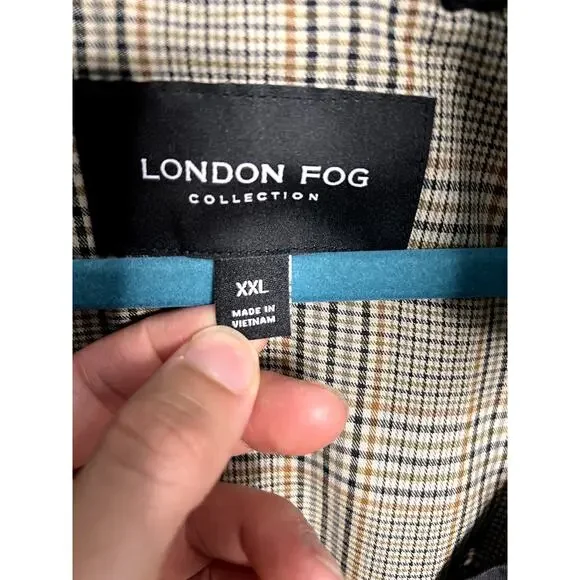 LONDON FOG
COLLECTION
XXL
MADE IN
VIETNAM